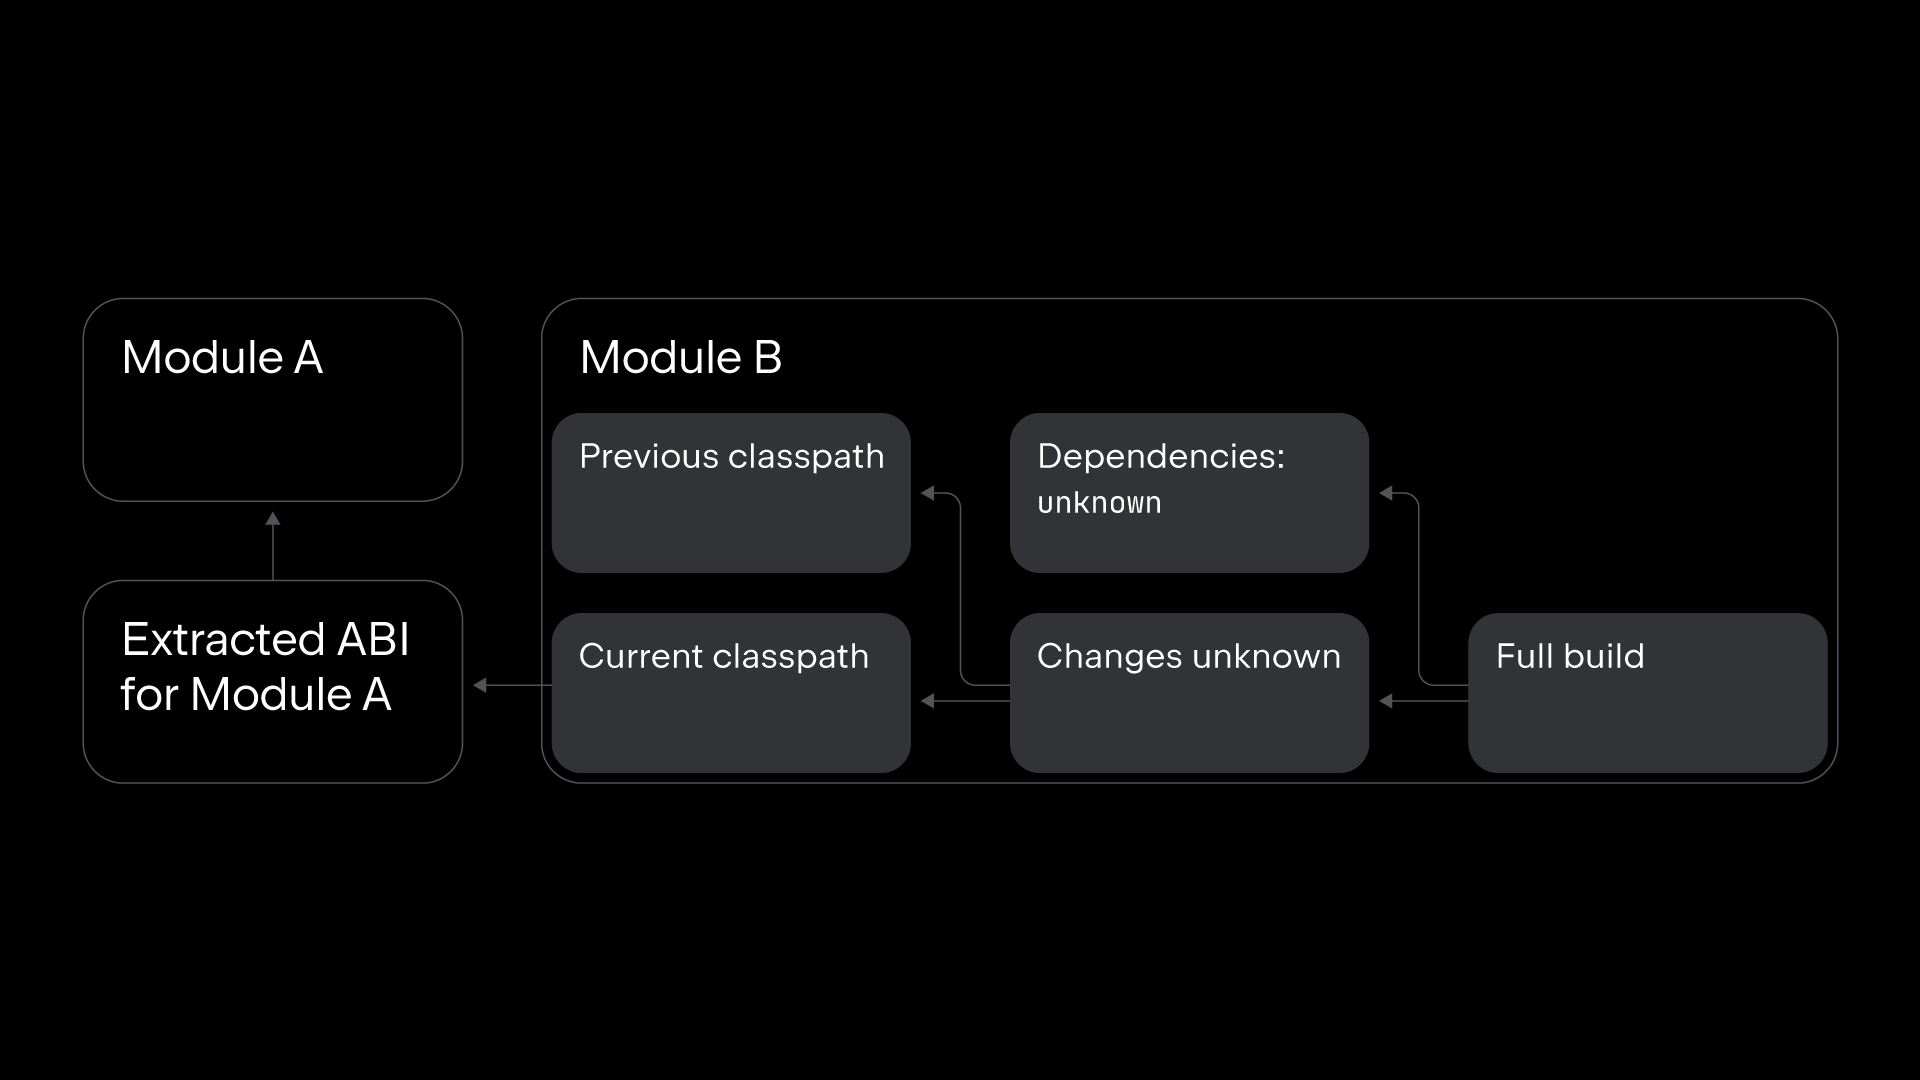 Module A
Extracted ABI
for Module A
Module B
Previous classpath
Dependencies:
unknown
Current classpath
Changes unknown
Full build